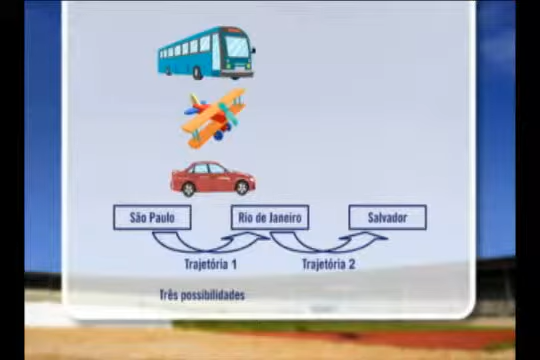 São Paulo
Rio de Janeiro
Salvador
Trajetória 1
Trajetória 2
Três possibilidades